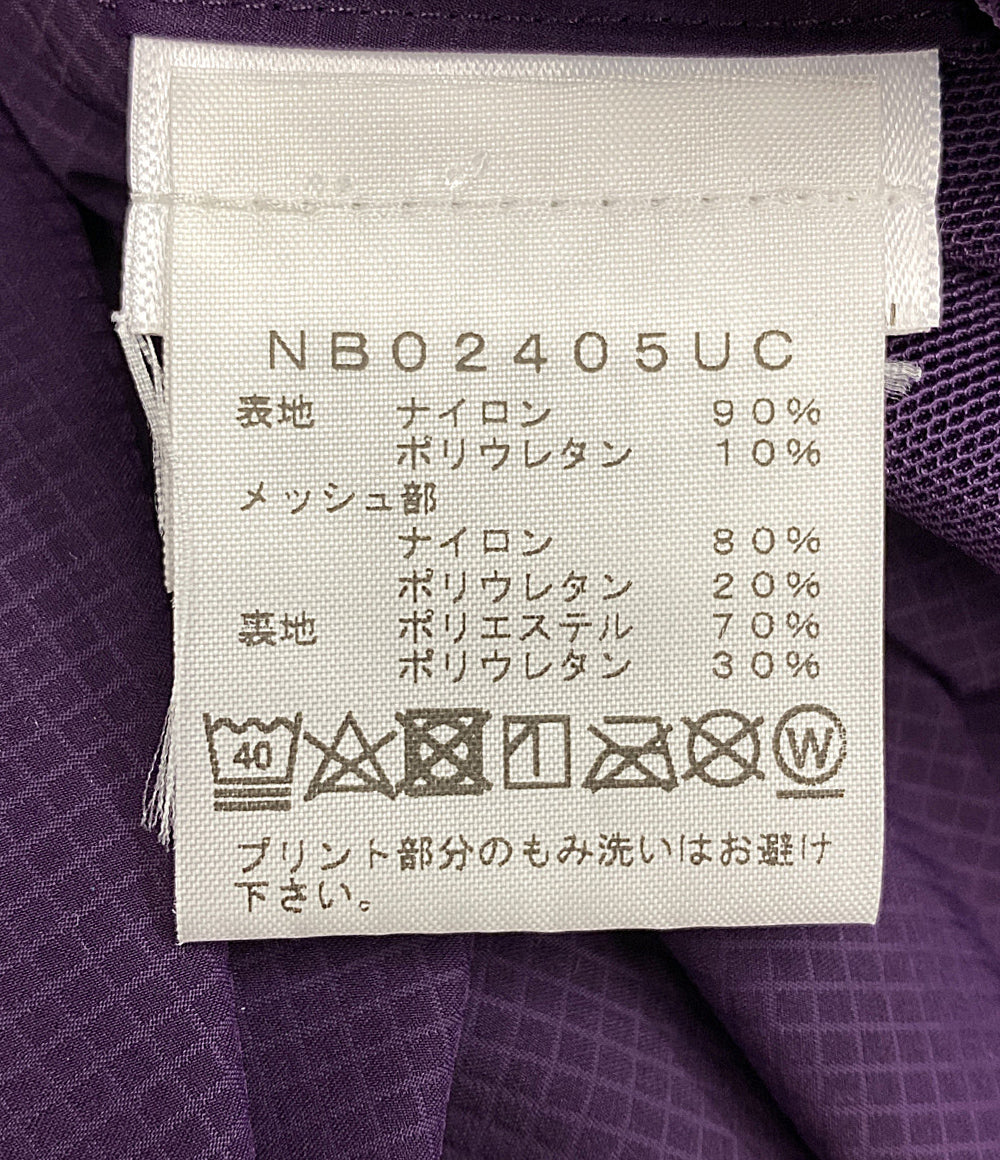 NB02405UC
表地 ナイロン 90%
ポリウレタン 10%
メッシュ部
ナイロン 80%
ポリウレタン 20%
裏地 ポリエステル 70%
ポリウレタン 30%
40 W
プリント部分のもみ洗いはお避け
下さい。